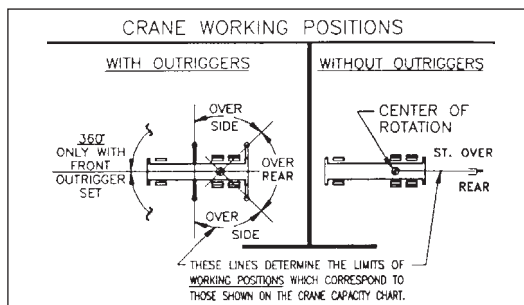 CRANE WORKING POSITIONS
WITH OUTRIGGERS
360°
ONLY WITH
FRONT
OUTRIGGER
SET
OVER
SIDE
OVER
REAR
OVER
SIDE
WITHOUT OUTRIGGERS
CENTER OF
ROTATION
ST. OVER
REAR
THESE LINES DETERMINE THE LIMITS OF
WORKING POSITIONS WHICH CORRESPOND TO
THOSE SHOWN ON THE CRANE CAPACITY CHART.